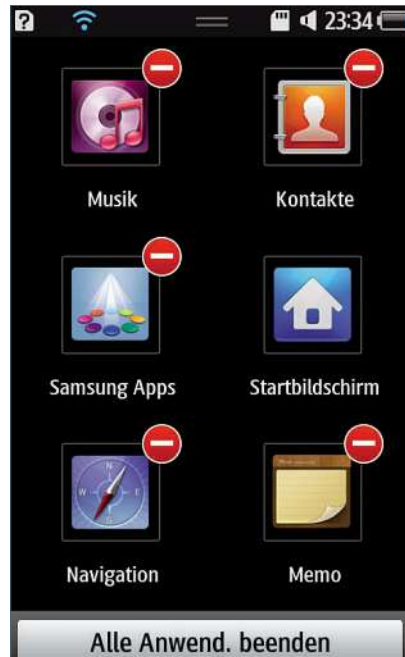 ? 23:34
Musik Kontakte
Samsung Apps Startbildschirm
N
W E
S
Navigation Memo
Alle Anwend. beenden